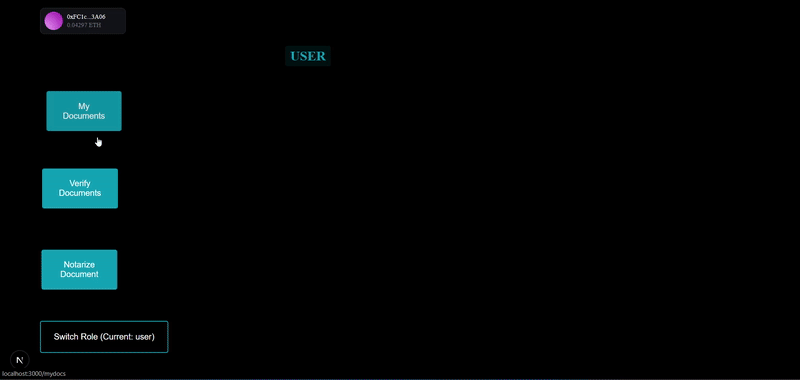 0xFC1c...3A06
0.04297 ETH
USER
My
Documents
Verify
Documents
Notarize
Document
Switch Role (Current: user)
N
localhost:3000/mydocs